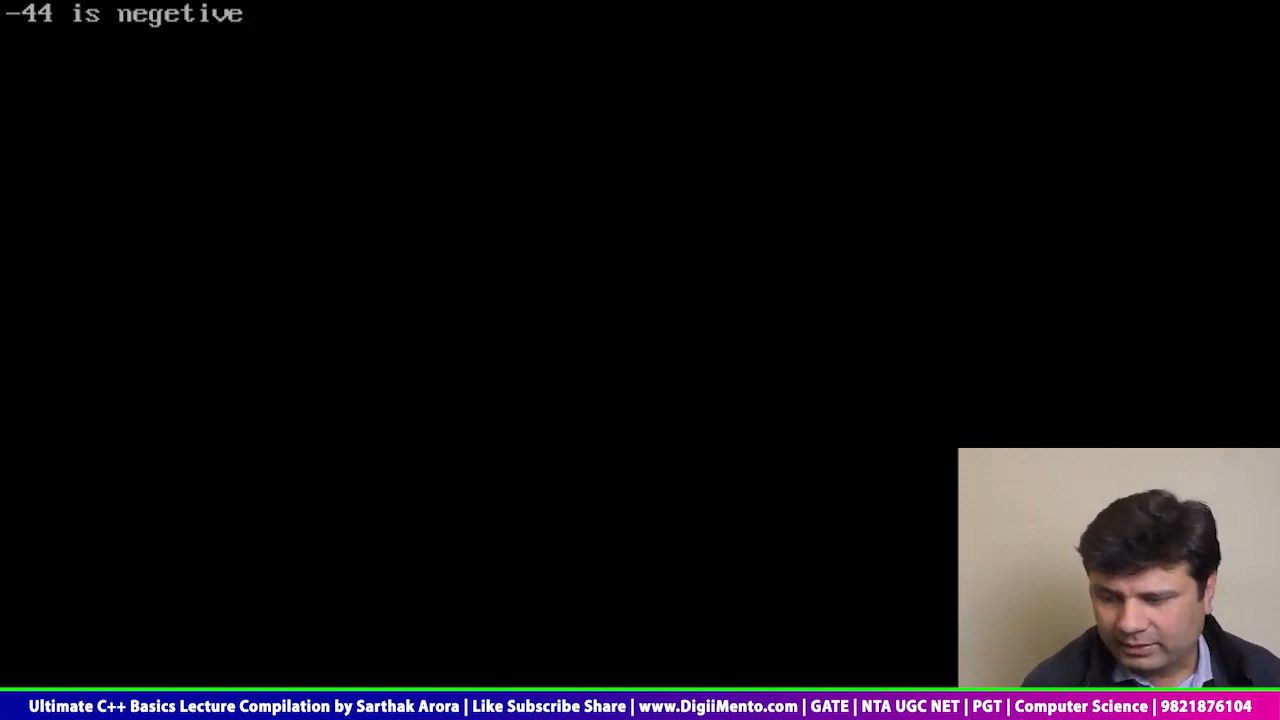 -44 is negetive
Ultimate C++ Basics Lecture Compilation by Sarthak Arora | Like Subscribe Share | www.DigiiMento.com | GATE | NTA UGC NET | PGT | Computer Science | 9821876104